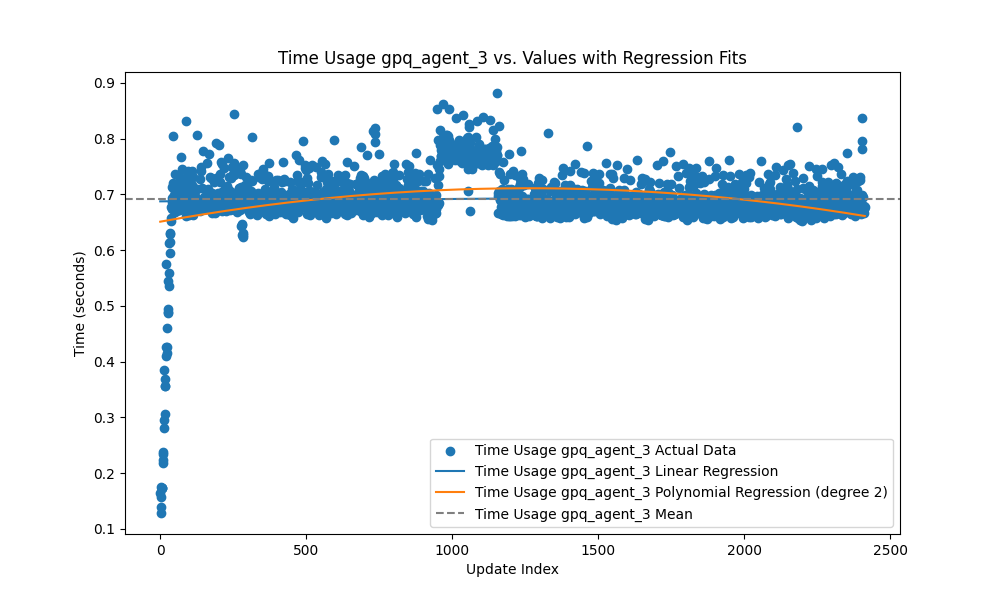 Time Usage gpq_agent_3 vs. Values with Regression Fits
0.9
0.8
0.7
0.6
0.5
0.4
0.3
0.2
0.1
Time (seconds)
Time Usage gpq_agent_3 Actual Data
Time Usage gpq_agent_3 Linear Regression
Time Usage gpq_agent_3 Polynomial Regression (degree 2)
Time Usage gpq_agent_3 Mean
0 500 1000 1500 2000 2500
Update Index